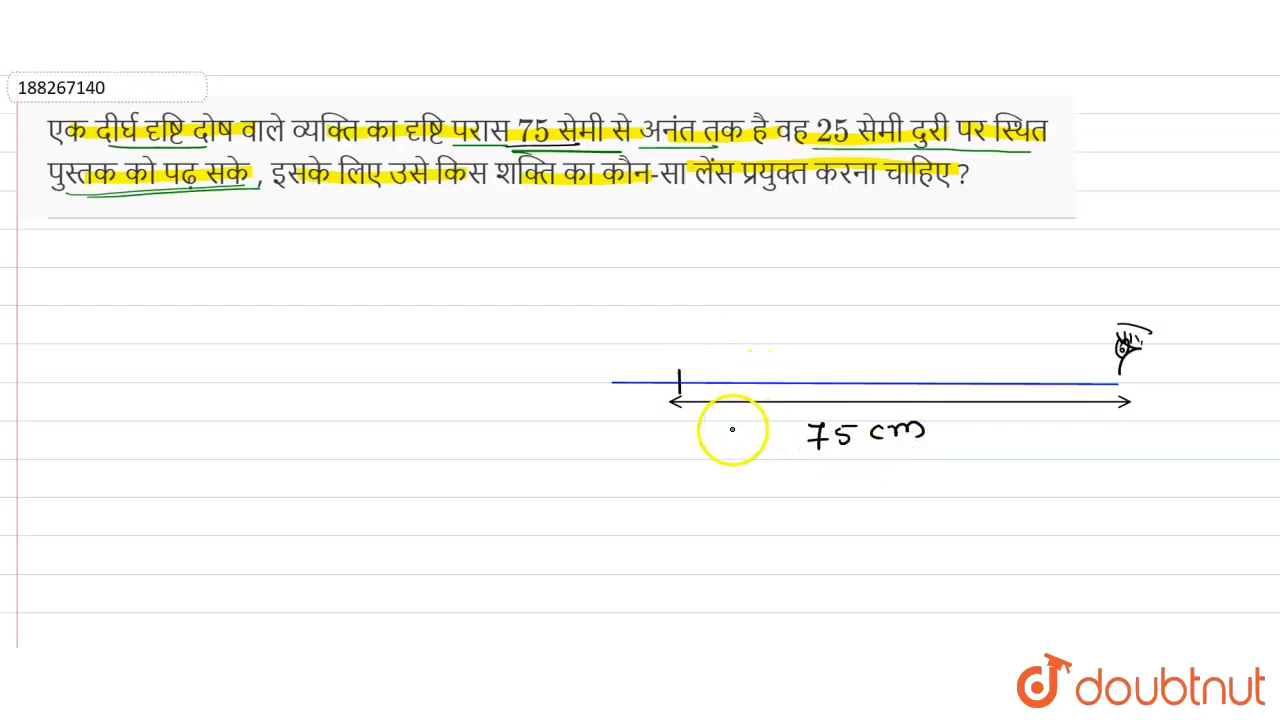 188267140
एक दीर्घ दृष्टि दोष वाले व्यक्ति का दृष्टि परास 75 सेमी से अनंत तक है वह 25 सेमी दुरी पर स्थित
पुस्तक को पढ़ सके , इसके लिए उसे किस शक्ति का कौन-सा लेंस प्रयुक्त करना चाहिए ?
75 cm
doubtnut